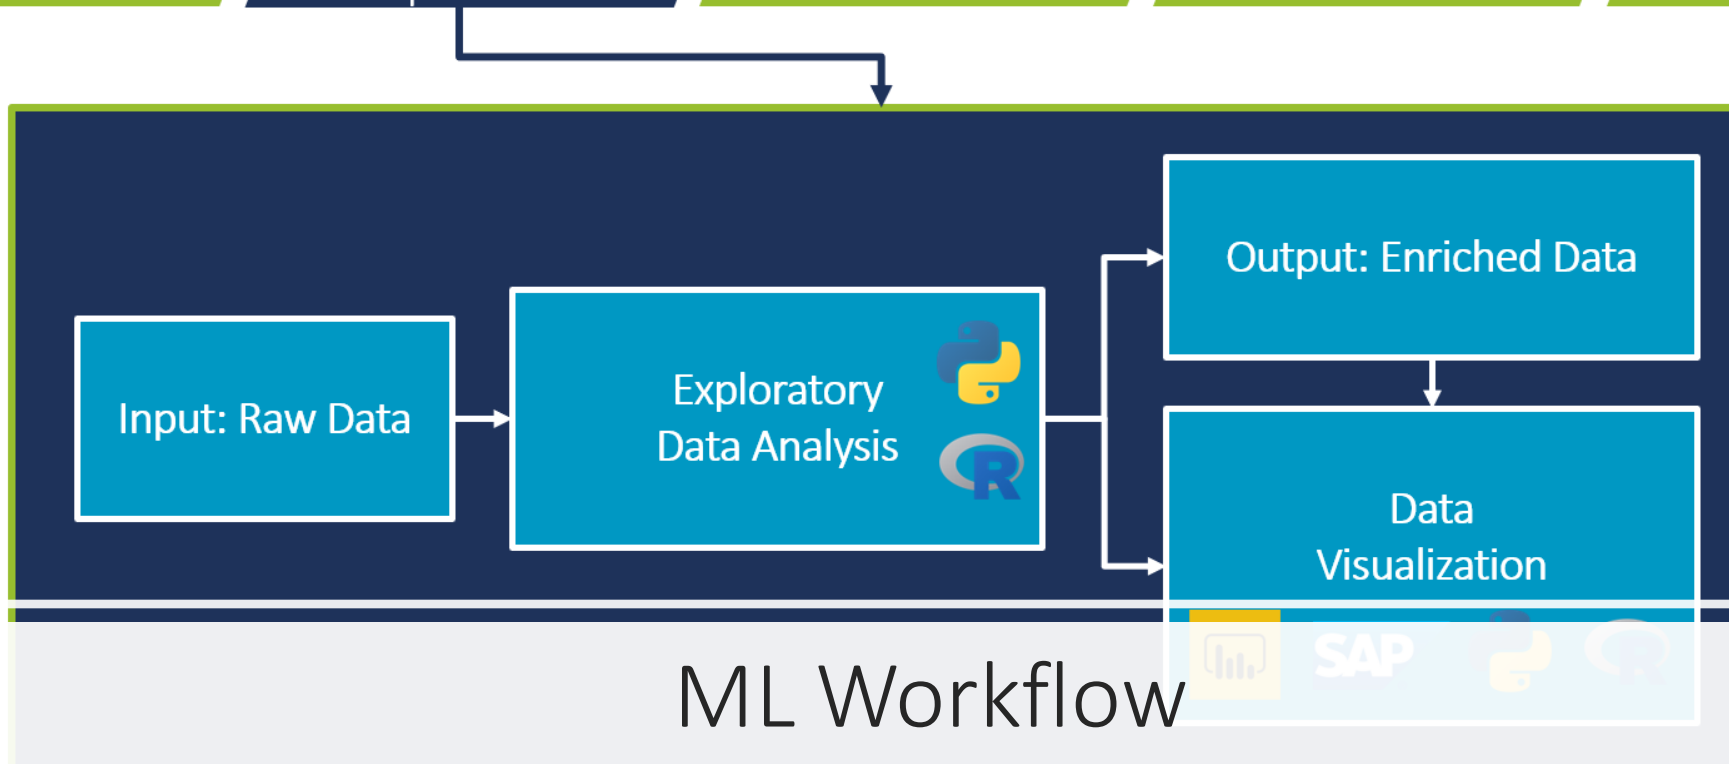 Input: Raw Data
Exploratory
Data Analysis
R
Output: Enriched Data
Data
Visualization
SAP
R
ML Workflow